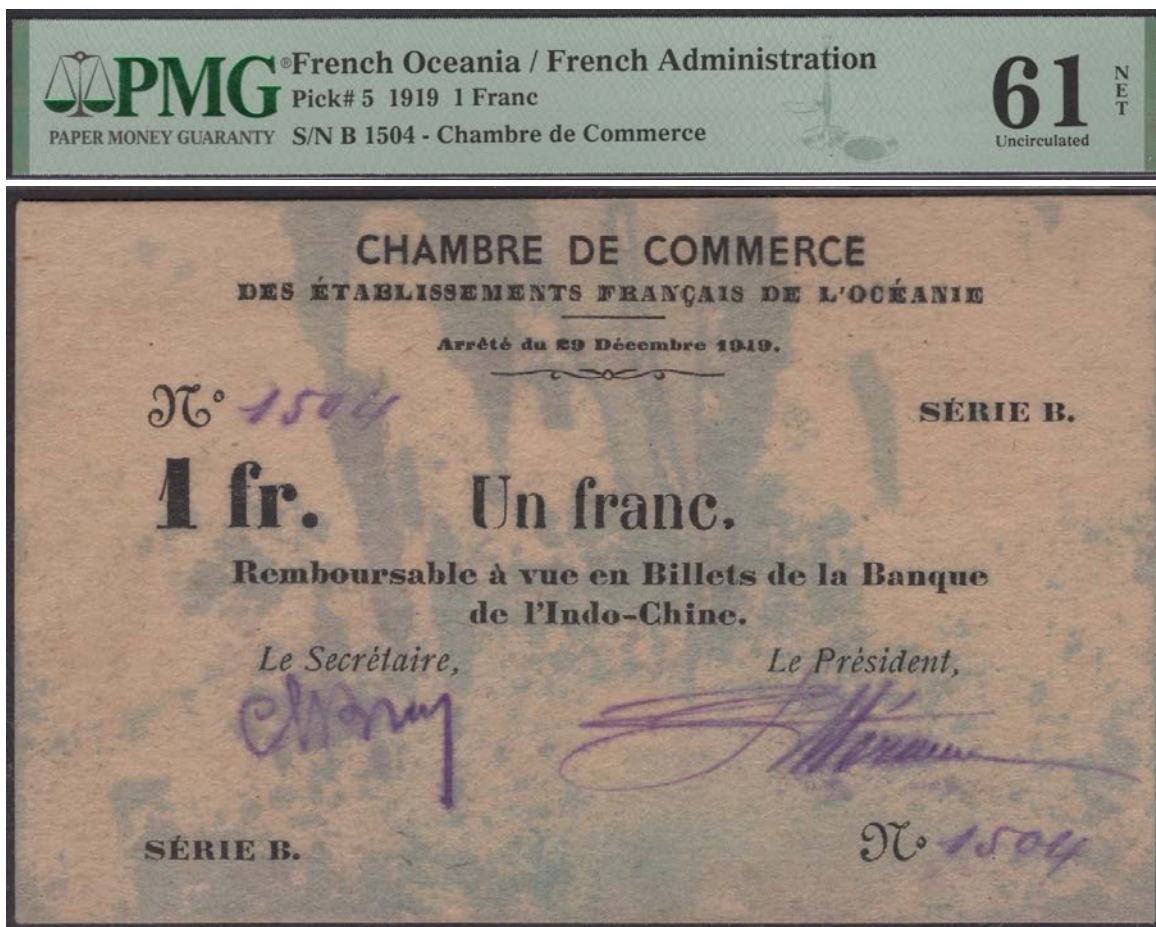 PMG® French Oceania / French Administration
Pick# 5 1919 1 Franc
PAPER MONEY GUARANTY S/N B 1504 - Chambre de Commerce
61 NET
Uncirculated
CHAMBRE DE COMMERCE
DES ÉTABLISSEMENTS FRANÇAIS DE L'OCÉANIE
Arrêté du 29 Décembre 1919.
N° 1504
SÉRIE B.
1 fr. Un franc.
Remboursable à vue en Billets de la Banque
de l'Indo-Chine.
Le Secrétaire, Le Président,
SÉRIE B. N° 1504